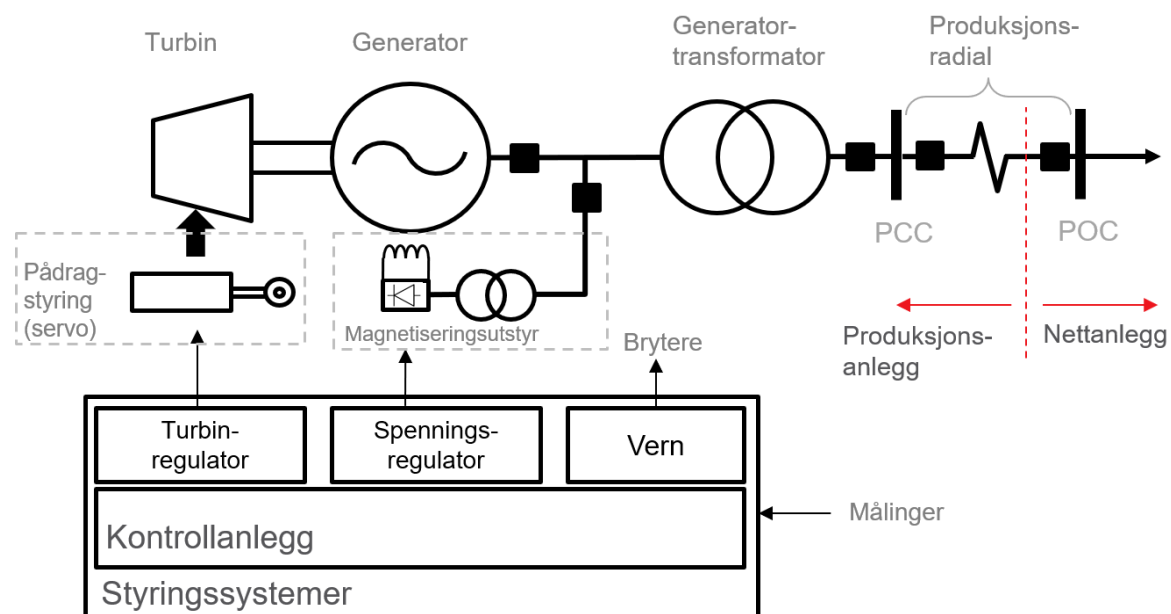 Turbin
Generator
Generator-
transformator
Produksjons-
radial
PCC
POC
Pådrag-
styring
(servo)
Magnetiseringsutstyr
Brytere
Produksjons-
anlegg
Nettanlegg
Turbin-
regulator
Spennings-
regulator
Vern
Målinger
Kontrollanlegg
Styringssystemer